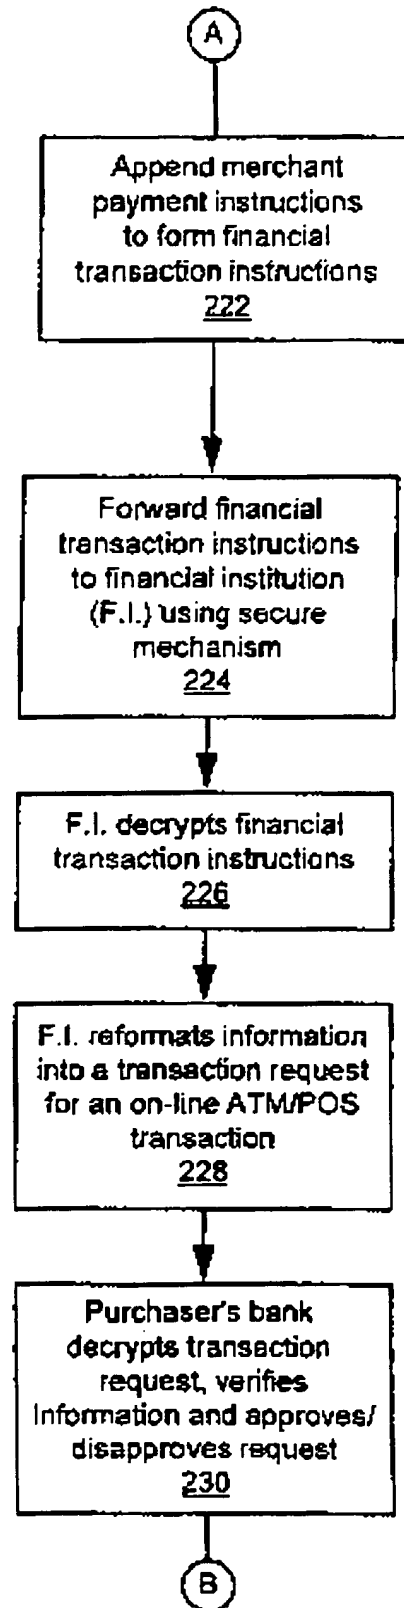 A
Append merchant
payment instructions
to form financial
transaction instructions
222
Forward financial
transaction instructions
to financial institution
(F.I.) using secure
mechanism
224
F.I. decrypts financial
transaction instructions
226
F.I. reformats information
into a transaction request
for an on-line ATM/POS
transaction
228
Purchaser's bank
decrypts transaction
request, verifies
Information and approves/
disapproves request
230
B